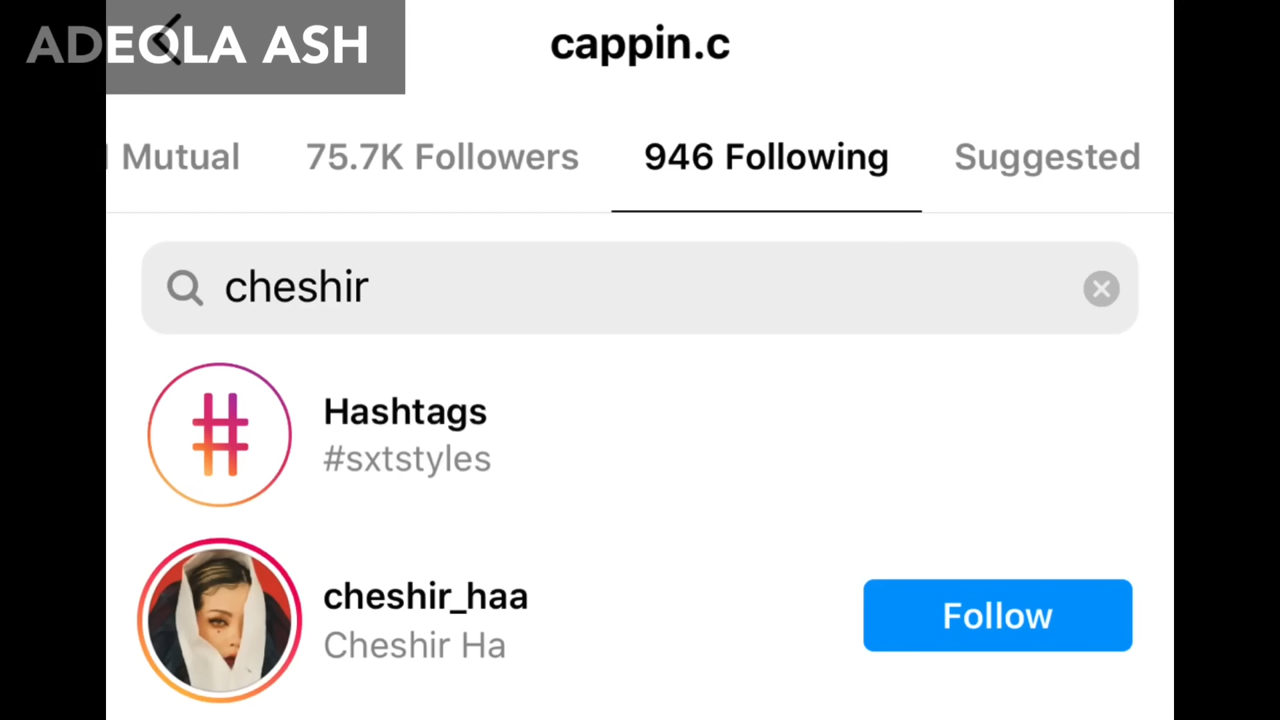 ADEOLA ASH
cappin.c
Mutual
75.7K Followers
946 Following
Suggested
cheshir
Hashtags
#sxtstyles
cheshir_haa
Cheshir Ha
Follow